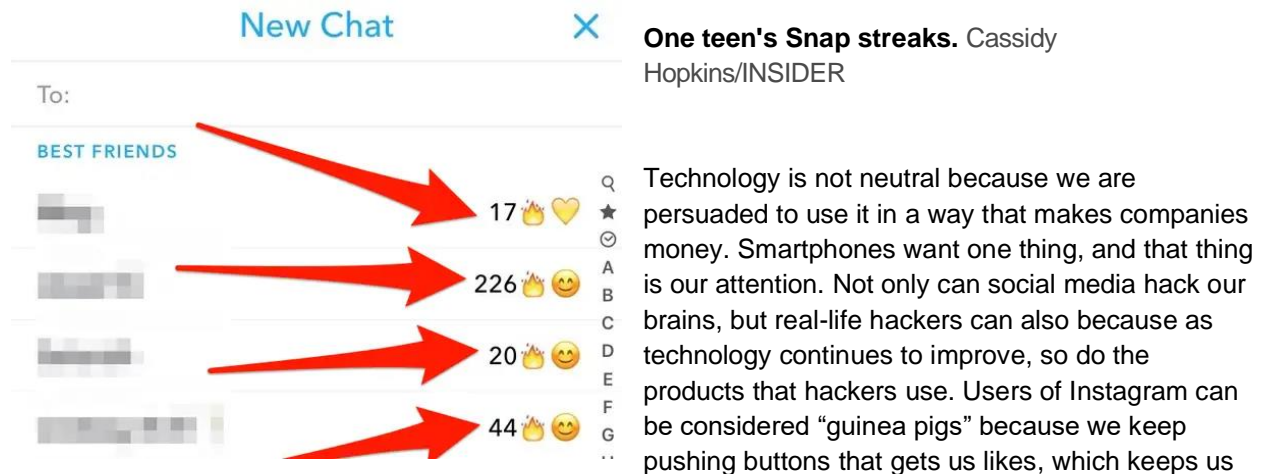 New Chat
To:
BEST FRIENDS
17
226
20
44
A
B
C
D
E
F
G
One teen's Snap streaks. Cassidy
Hopkins/INSIDER
Technology is not neutral because we are
persuaded to use it in a way that makes companies
money. Smartphones want one thing, and that thing
is our attention. Not only can social media hack our
brains, but real-life hackers can also because as
technology continues to improve, so do the
products that hackers use. Users of Instagram can
be considered “guinea pigs” because we keep
pushing buttons that gets us likes, which keeps us